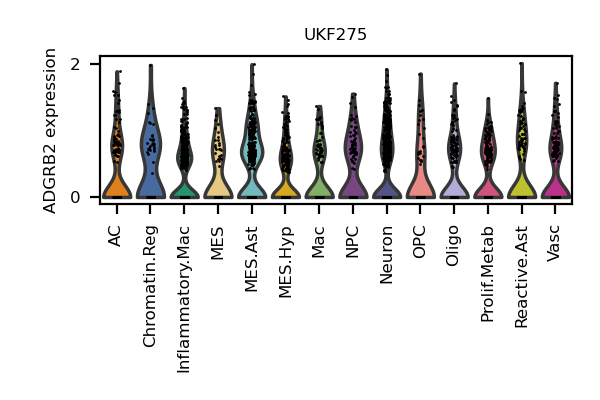 UKF275
ADGRB2 expression
2
0
AC
Chromatin.Reg
Inflammatory.Mac
MES
MES.Ast
MES.Hyp
Mac
NPC
Neuron
OPC
Oligo
Prolif.Metab
Reactive.Ast
Vasc